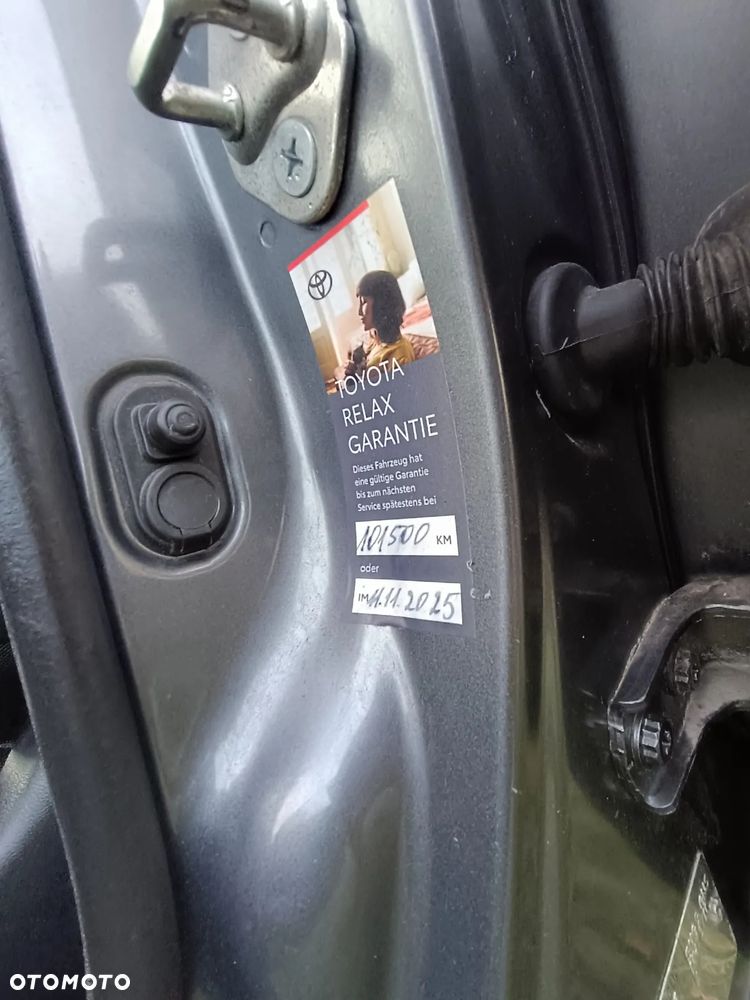 TOYOTA
RELAX
GARANTIE
Dieses Fahrzeug hat
eine gültige Garantie
bis zum nächsten
Service spätestens bei
101500 KM
oder
IM 11.11.2025
OTOMOTO